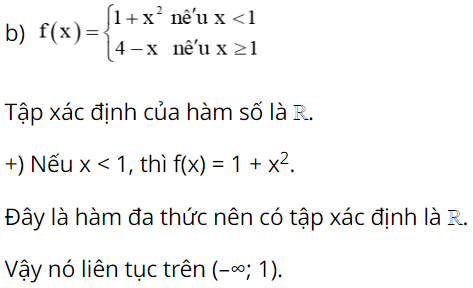 b) f(x) = { 1 + x² nếu x < 1
4 − x nếu x ≥ 1
Tập xác định của hàm số là ℝ.
+) Nếu x < 1, thì f(x) = 1 + x².
Đây là hàm đa thức nên có tập xác định là ℝ.
Vậy nó liên tục trên (–∞; 1).